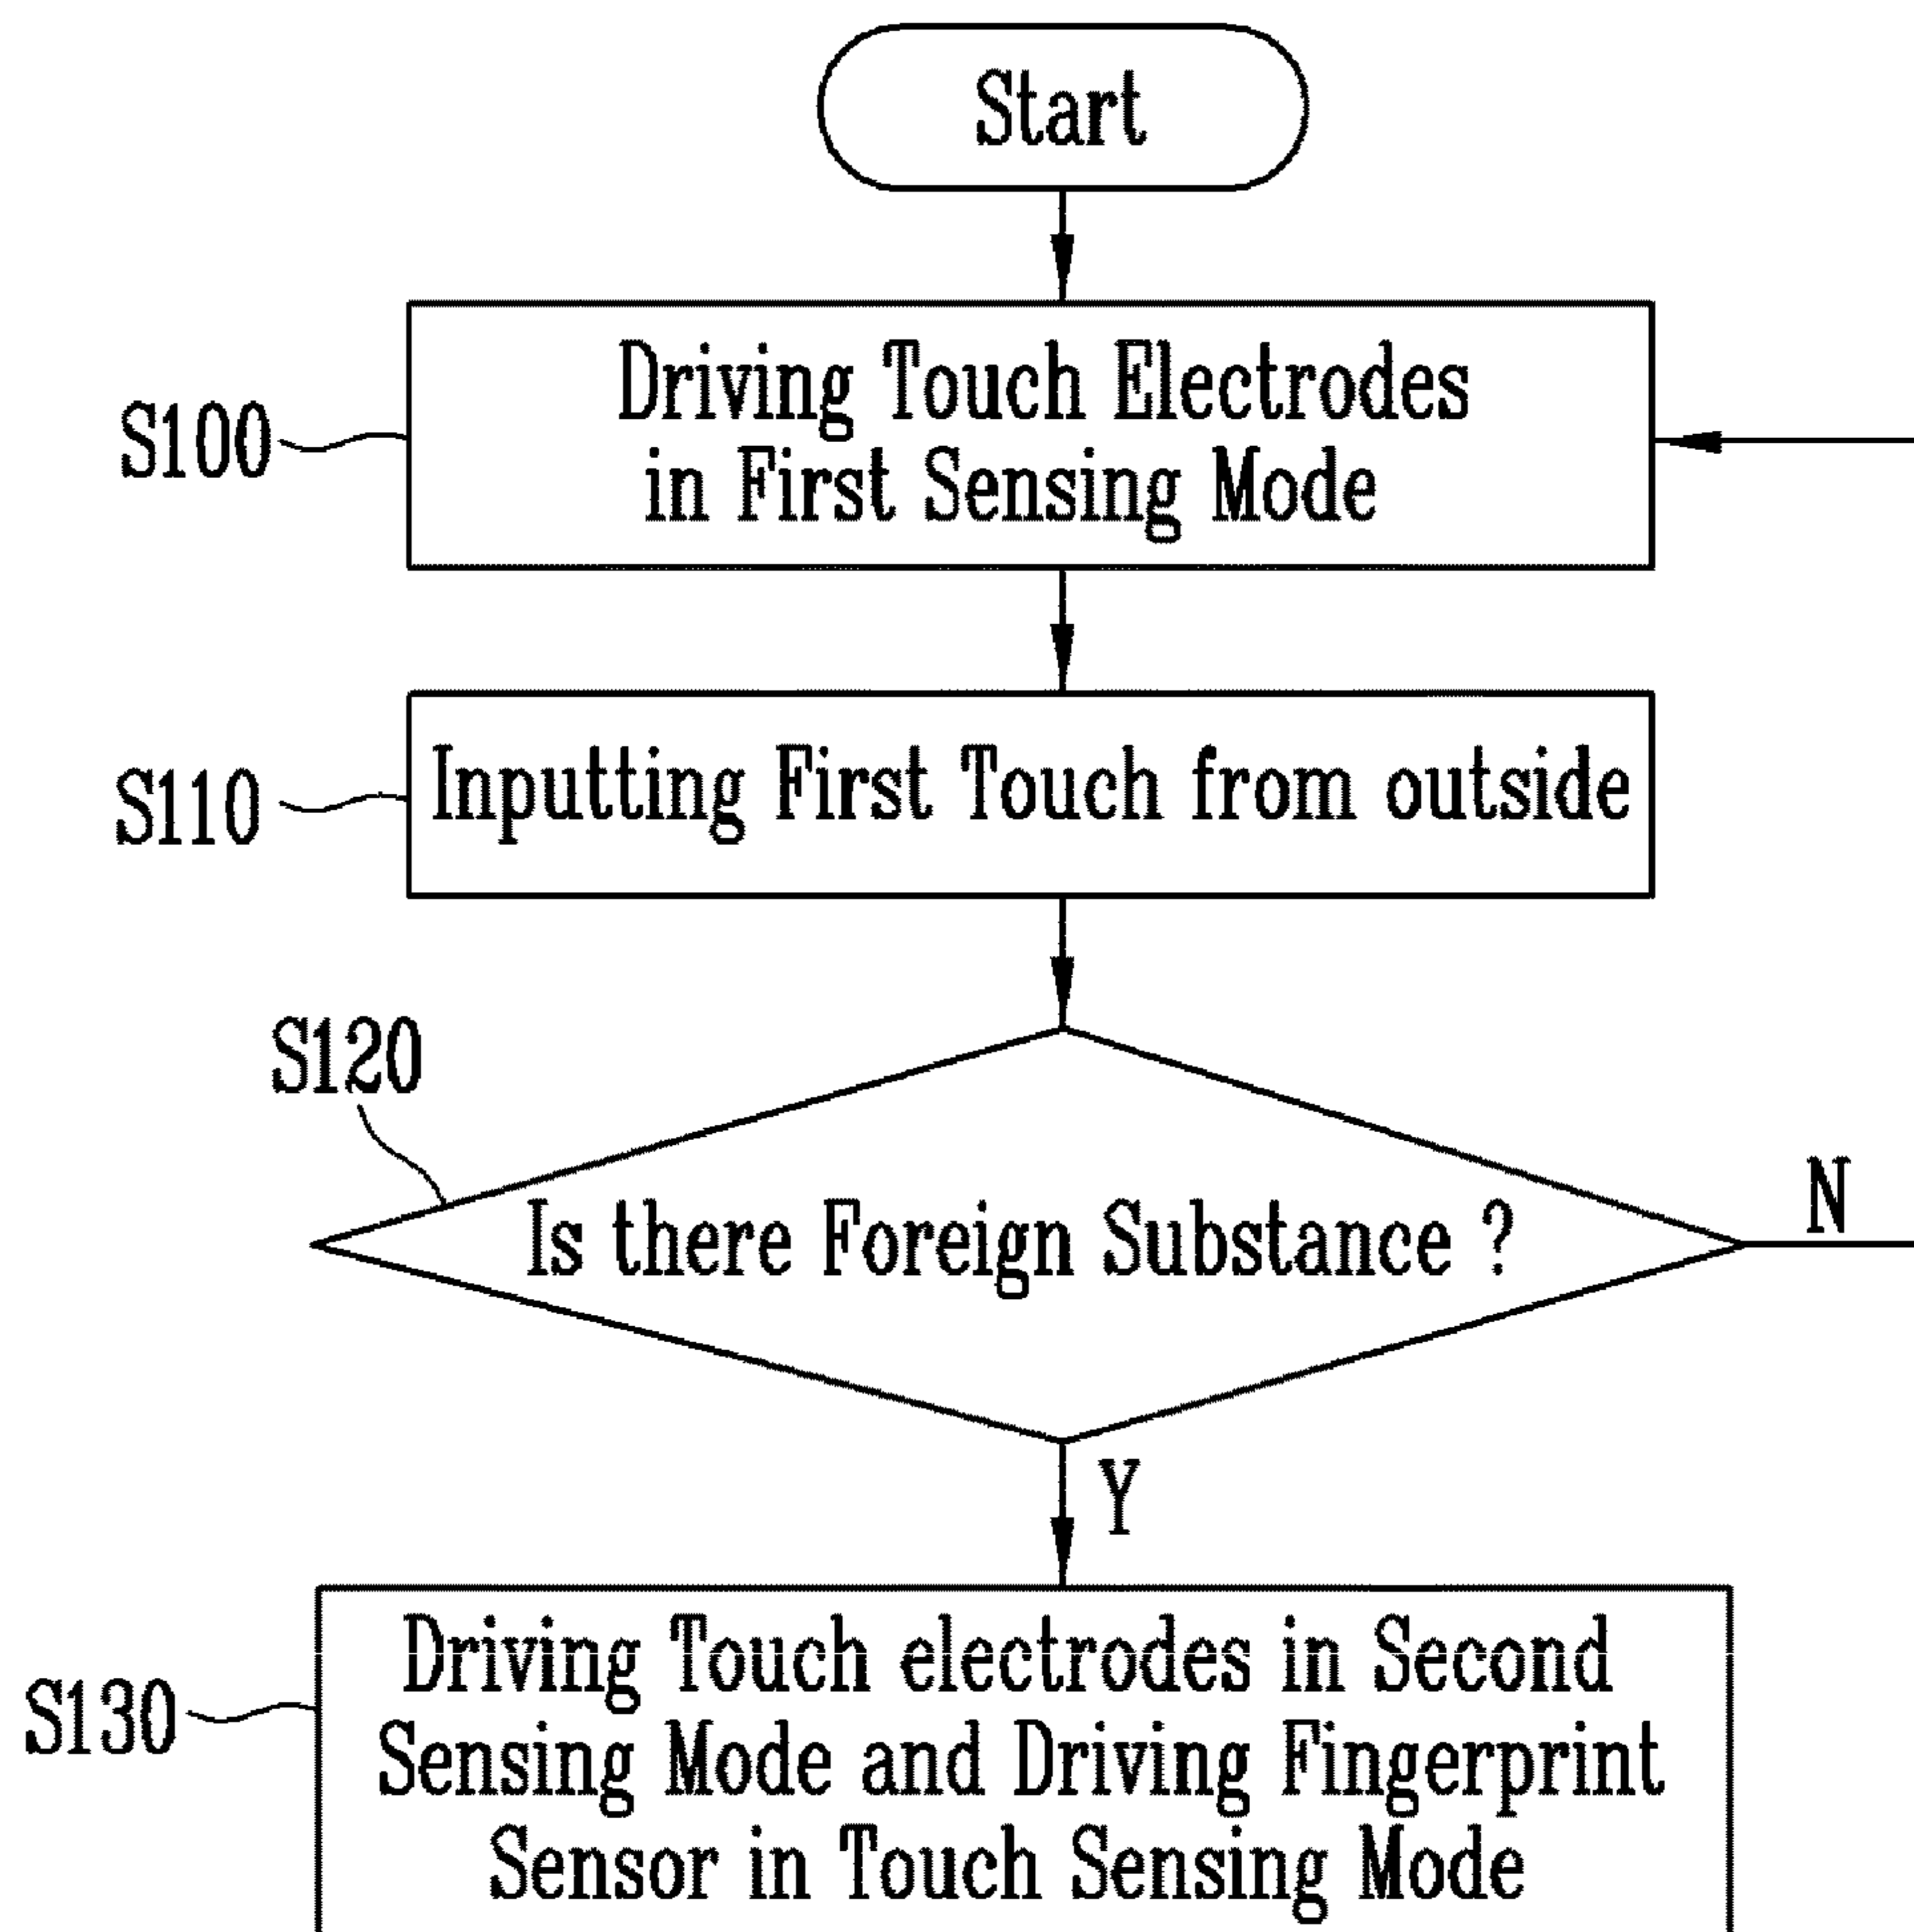 Start
S100
Driving Touch Electrodes
in First Sensing Mode
S110
Inputting First Touch from outside
S120
Is there Foreign Substance ?
N
Y
S130
Driving Touch electrodes in Second
Sensing Mode and Driving Fingerprint
Sensor in Touch Sensing Mode